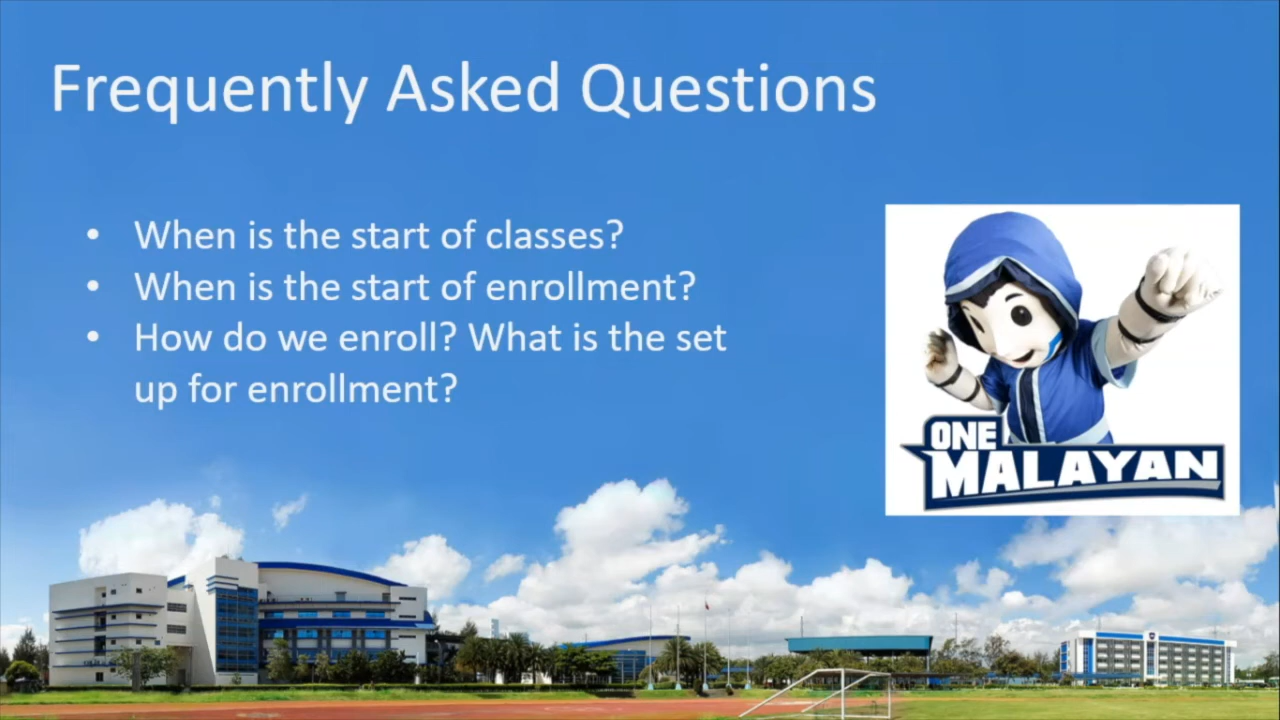 Frequently Asked Questions
• When is the start of classes?
• When is the start of enrollment?
• How do we enroll? What is the set
up for enrollment?
ONE
MALAYAN